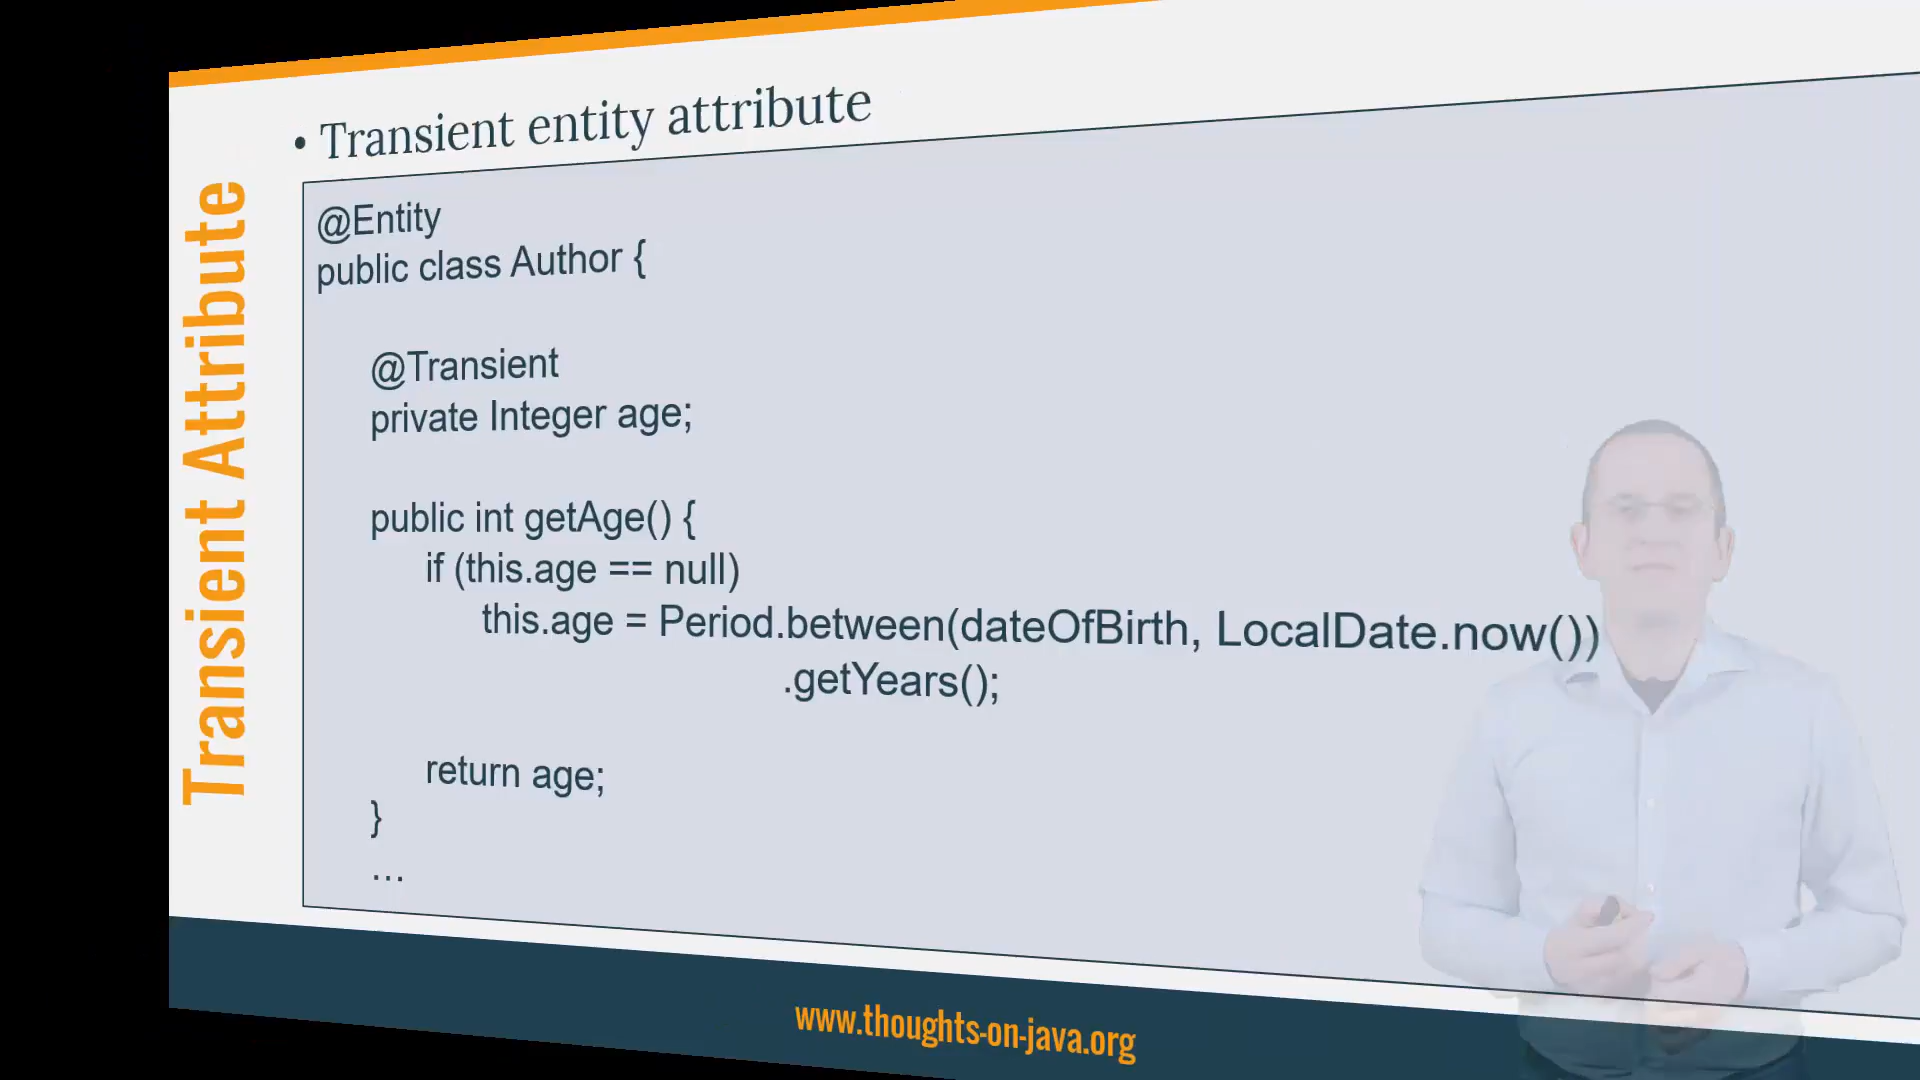 Transient Attribute
• Transient entity attribute
@Entity
public class Author {
@Transient
private Integer age;
public int getAge() {
if (this.age == null)
this.age = Period.between(dateOfBirth, LocalDate.now())
.getYears();
return age;
}
...
www.thoughts-on-java.org